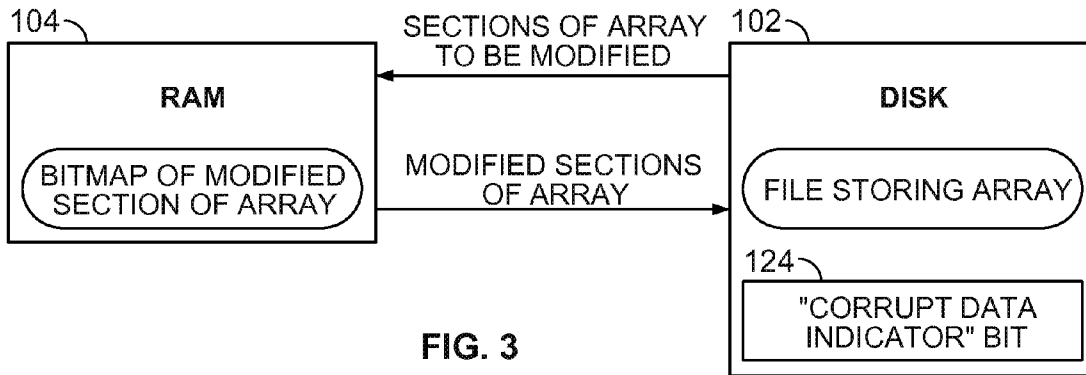 104
RAM
BITMAP OF MODIFIED
SECTION OF ARRAY
SECTIONS OF ARRAY
TO BE MODIFIED
MODIFIED SECTIONS
OF ARRAY
102
DISK
FILE STORING ARRAY
124
"CORRUPT DATA
INDICATOR" BIT
FIG. 3